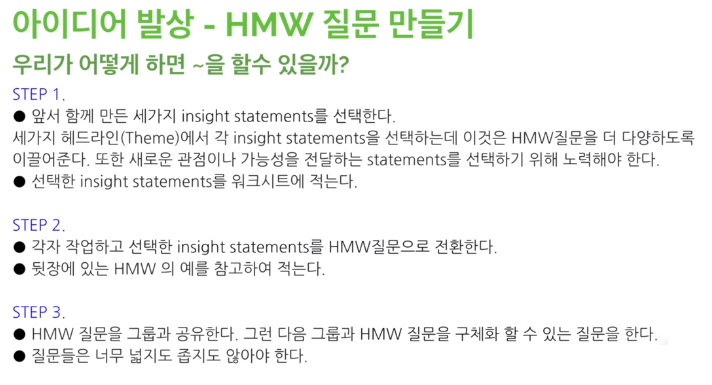 아이디어 발상 - HMW 질문 만들기
우리가 어떻게 하면 ~을 할수 있을까?
STEP 1.
● 앞서 함께 만든 세가지 insight statements를 선택한다.
세가지 헤드라인(Theme)에서 각 insight statements을 선택하는데 이것은 HMW질문을 더 다양하도록
이끌어준다. 또한 새로운 관점이나 가능성을 전달하는 statements를 선택하기 위해 노력해야 한다.
● 선택한 insight statements를 워크시트에 적는다.
STEP 2.
● 각자 작업하고 선택한 insight statements를 HMW질문으로 전환한다.
● 뒷장에 있는 HMW 의 예를 참고하여 적는다.
STEP 3.
● HMW 질문을 그룹과 공유한다. 그런 다음 그룹과 HMW 질문을 구체화 할 수 있는 질문을 한다.
● 질문들은 너무 넓지도 좁지도 않아야 한다.